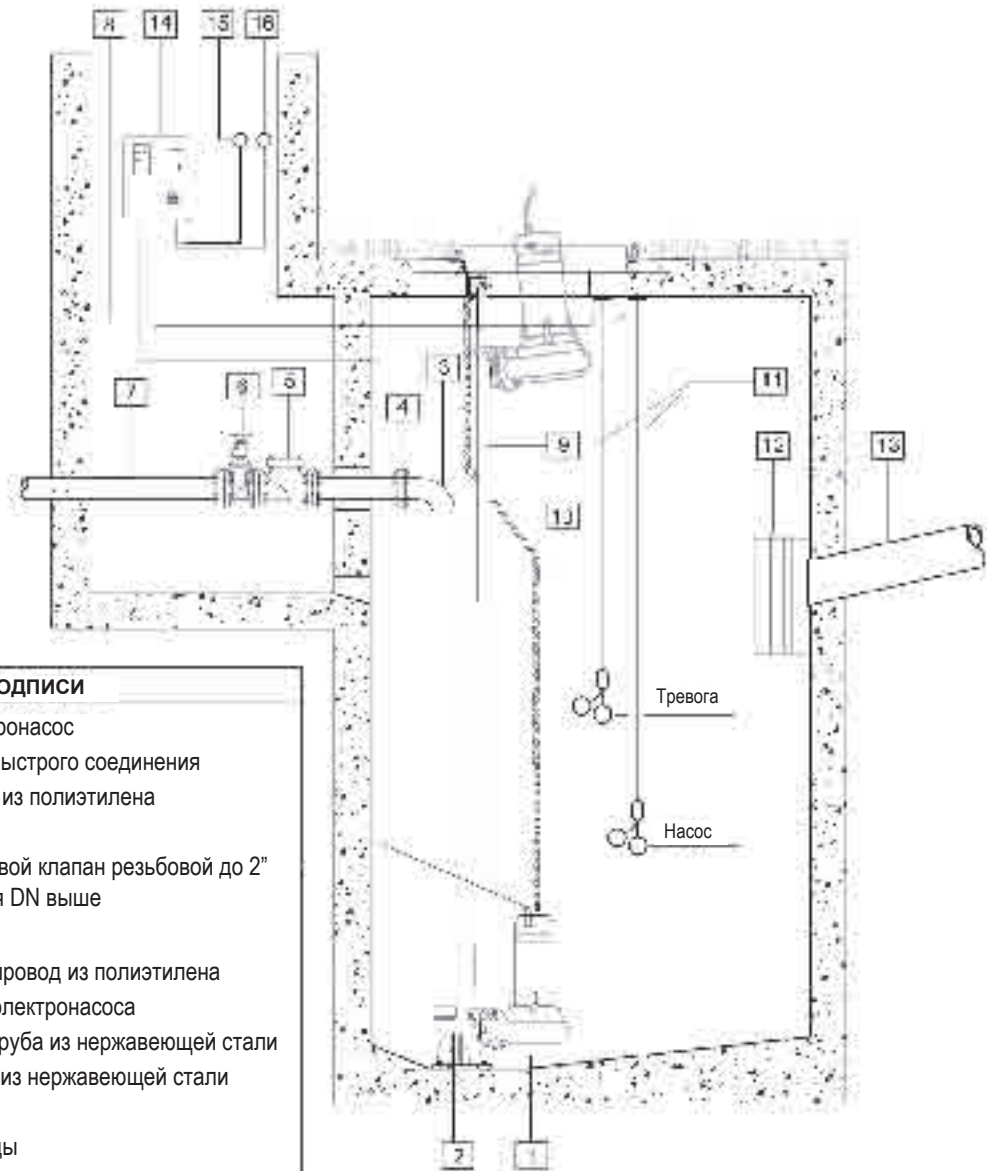 8 14 15 16
3
7 6 5 4 11
9 12 13
10
ОДПИСИ
ронасос
ыстрого соединения
из полиэтилена
вой клапан резьбовой до 2”
я DN выше
провод из полиэтилена
электронасоса
руба из нержавеющей стали
из нержавеющей стали
ды
Тревога
Насос
2 1